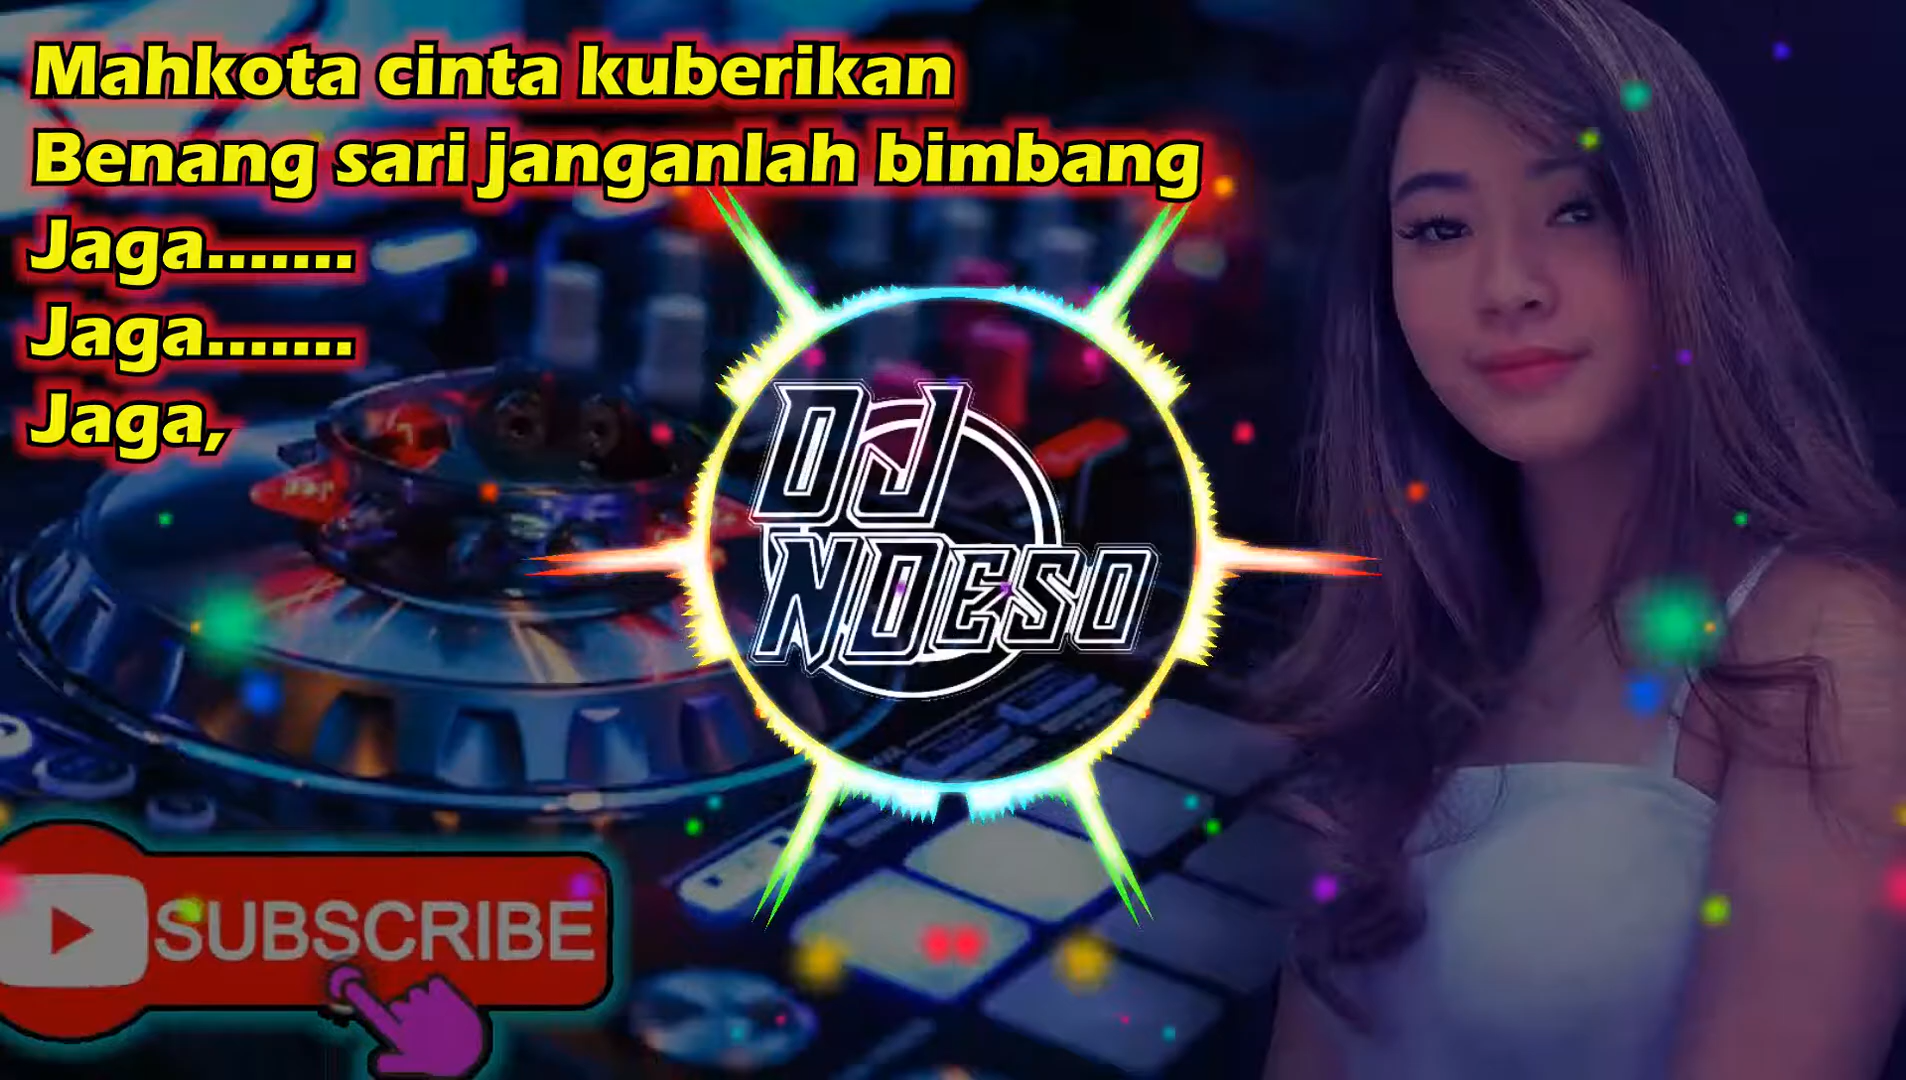 Mahkota cinta kuberikan
Benang sari janganlah bimbang
Jaga.......
Jaga.......
Jaga,
DJ
NDESO
SUBSCRIBE